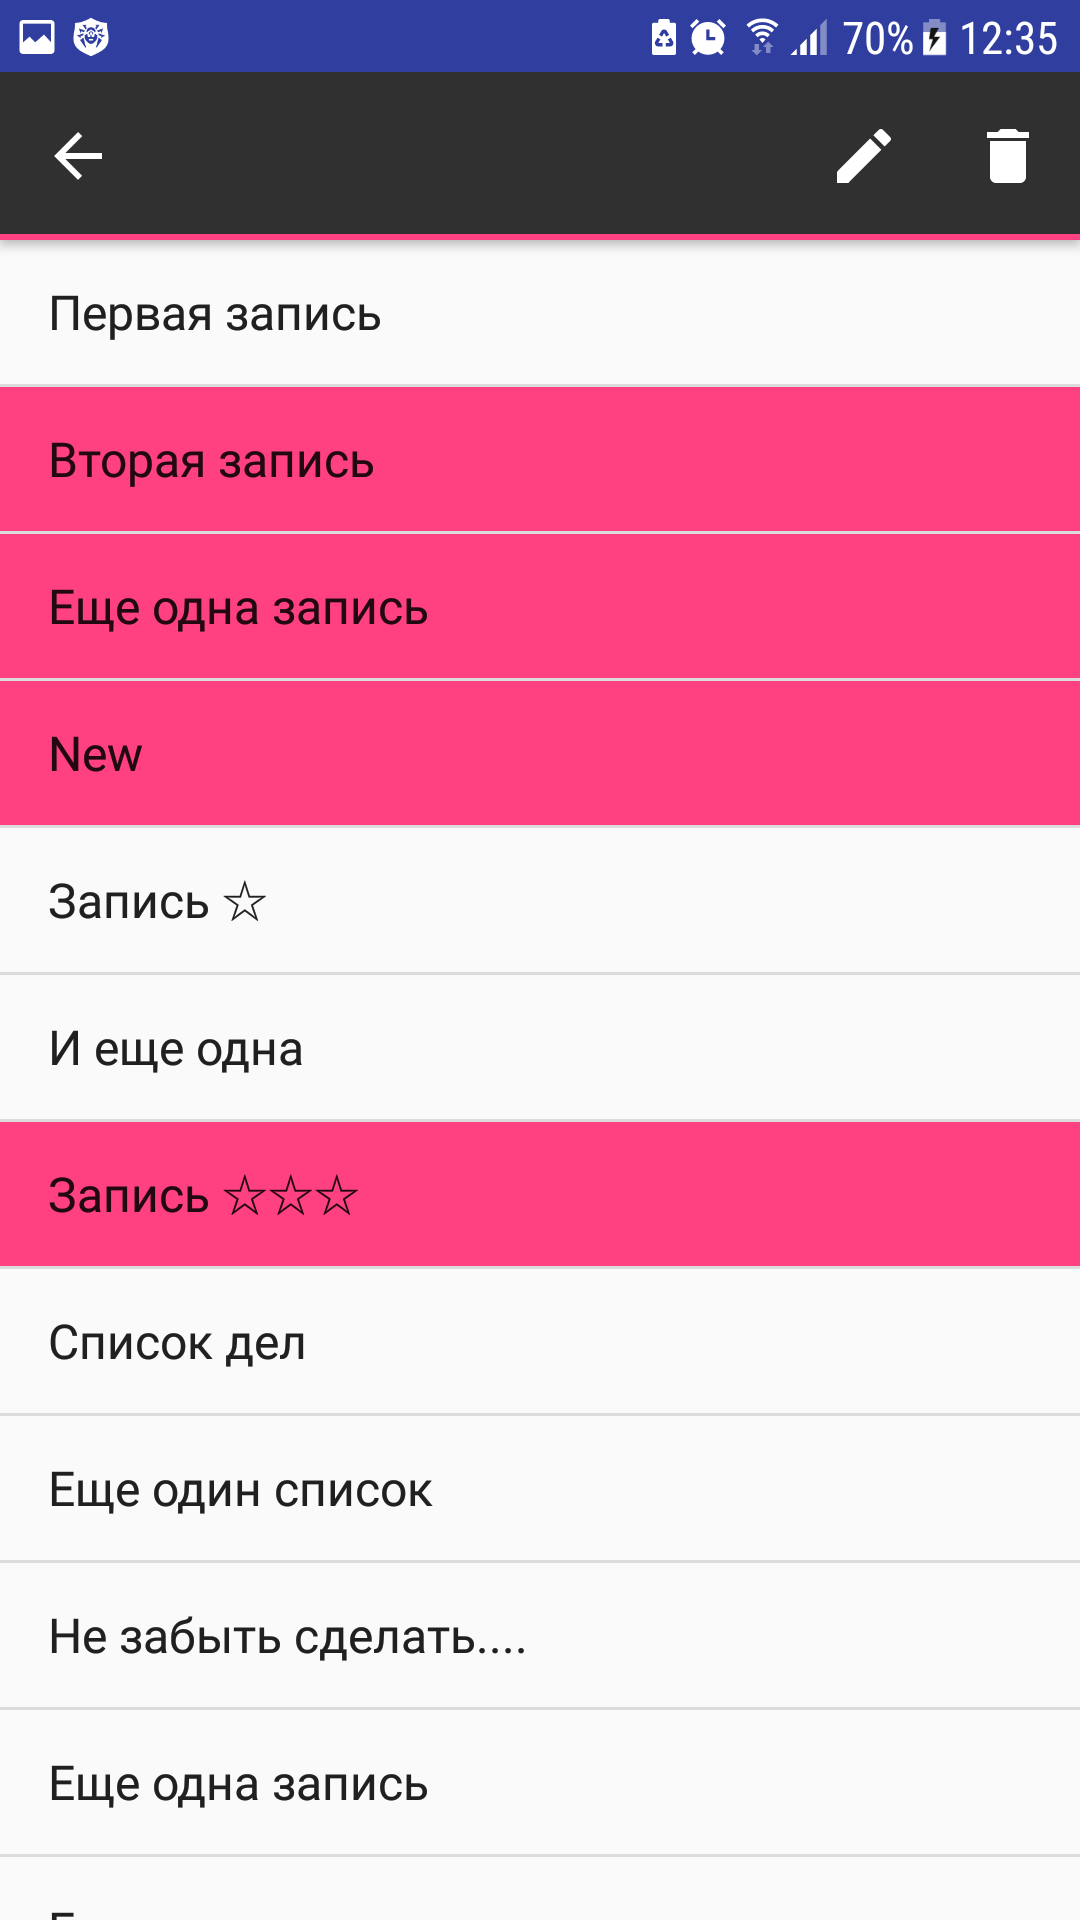 70% 12:35
Первая запись
Вторая запись
Еще одна запись
New
Запись ☆
И еще одна
Запись ☆☆☆
Список дел
Еще один список
Не забыть сделать....
Еще одна запись